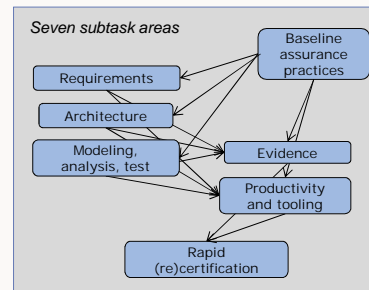 Seven subtask areas
Baseline
assurance
practices
Requirements
Architecture
Modeling,
analysis, test
Evidence
Productivity
and tooling
Rapid
(re)certification